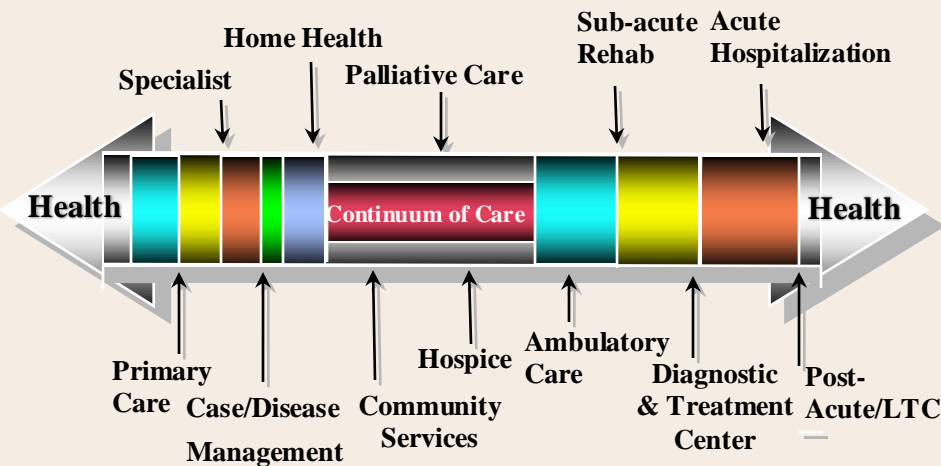 Sub-acute
Rehab
Acute
Hospitalization
Home Health
Palliative Care
Specialist
Health
Continuum of Care
Health
Primary
Care
Case/Disease
Management
Community
Services
Hospice
Ambulatory
Care
Diagnostic
& Treatment
Center
Post-
Acute/LTC